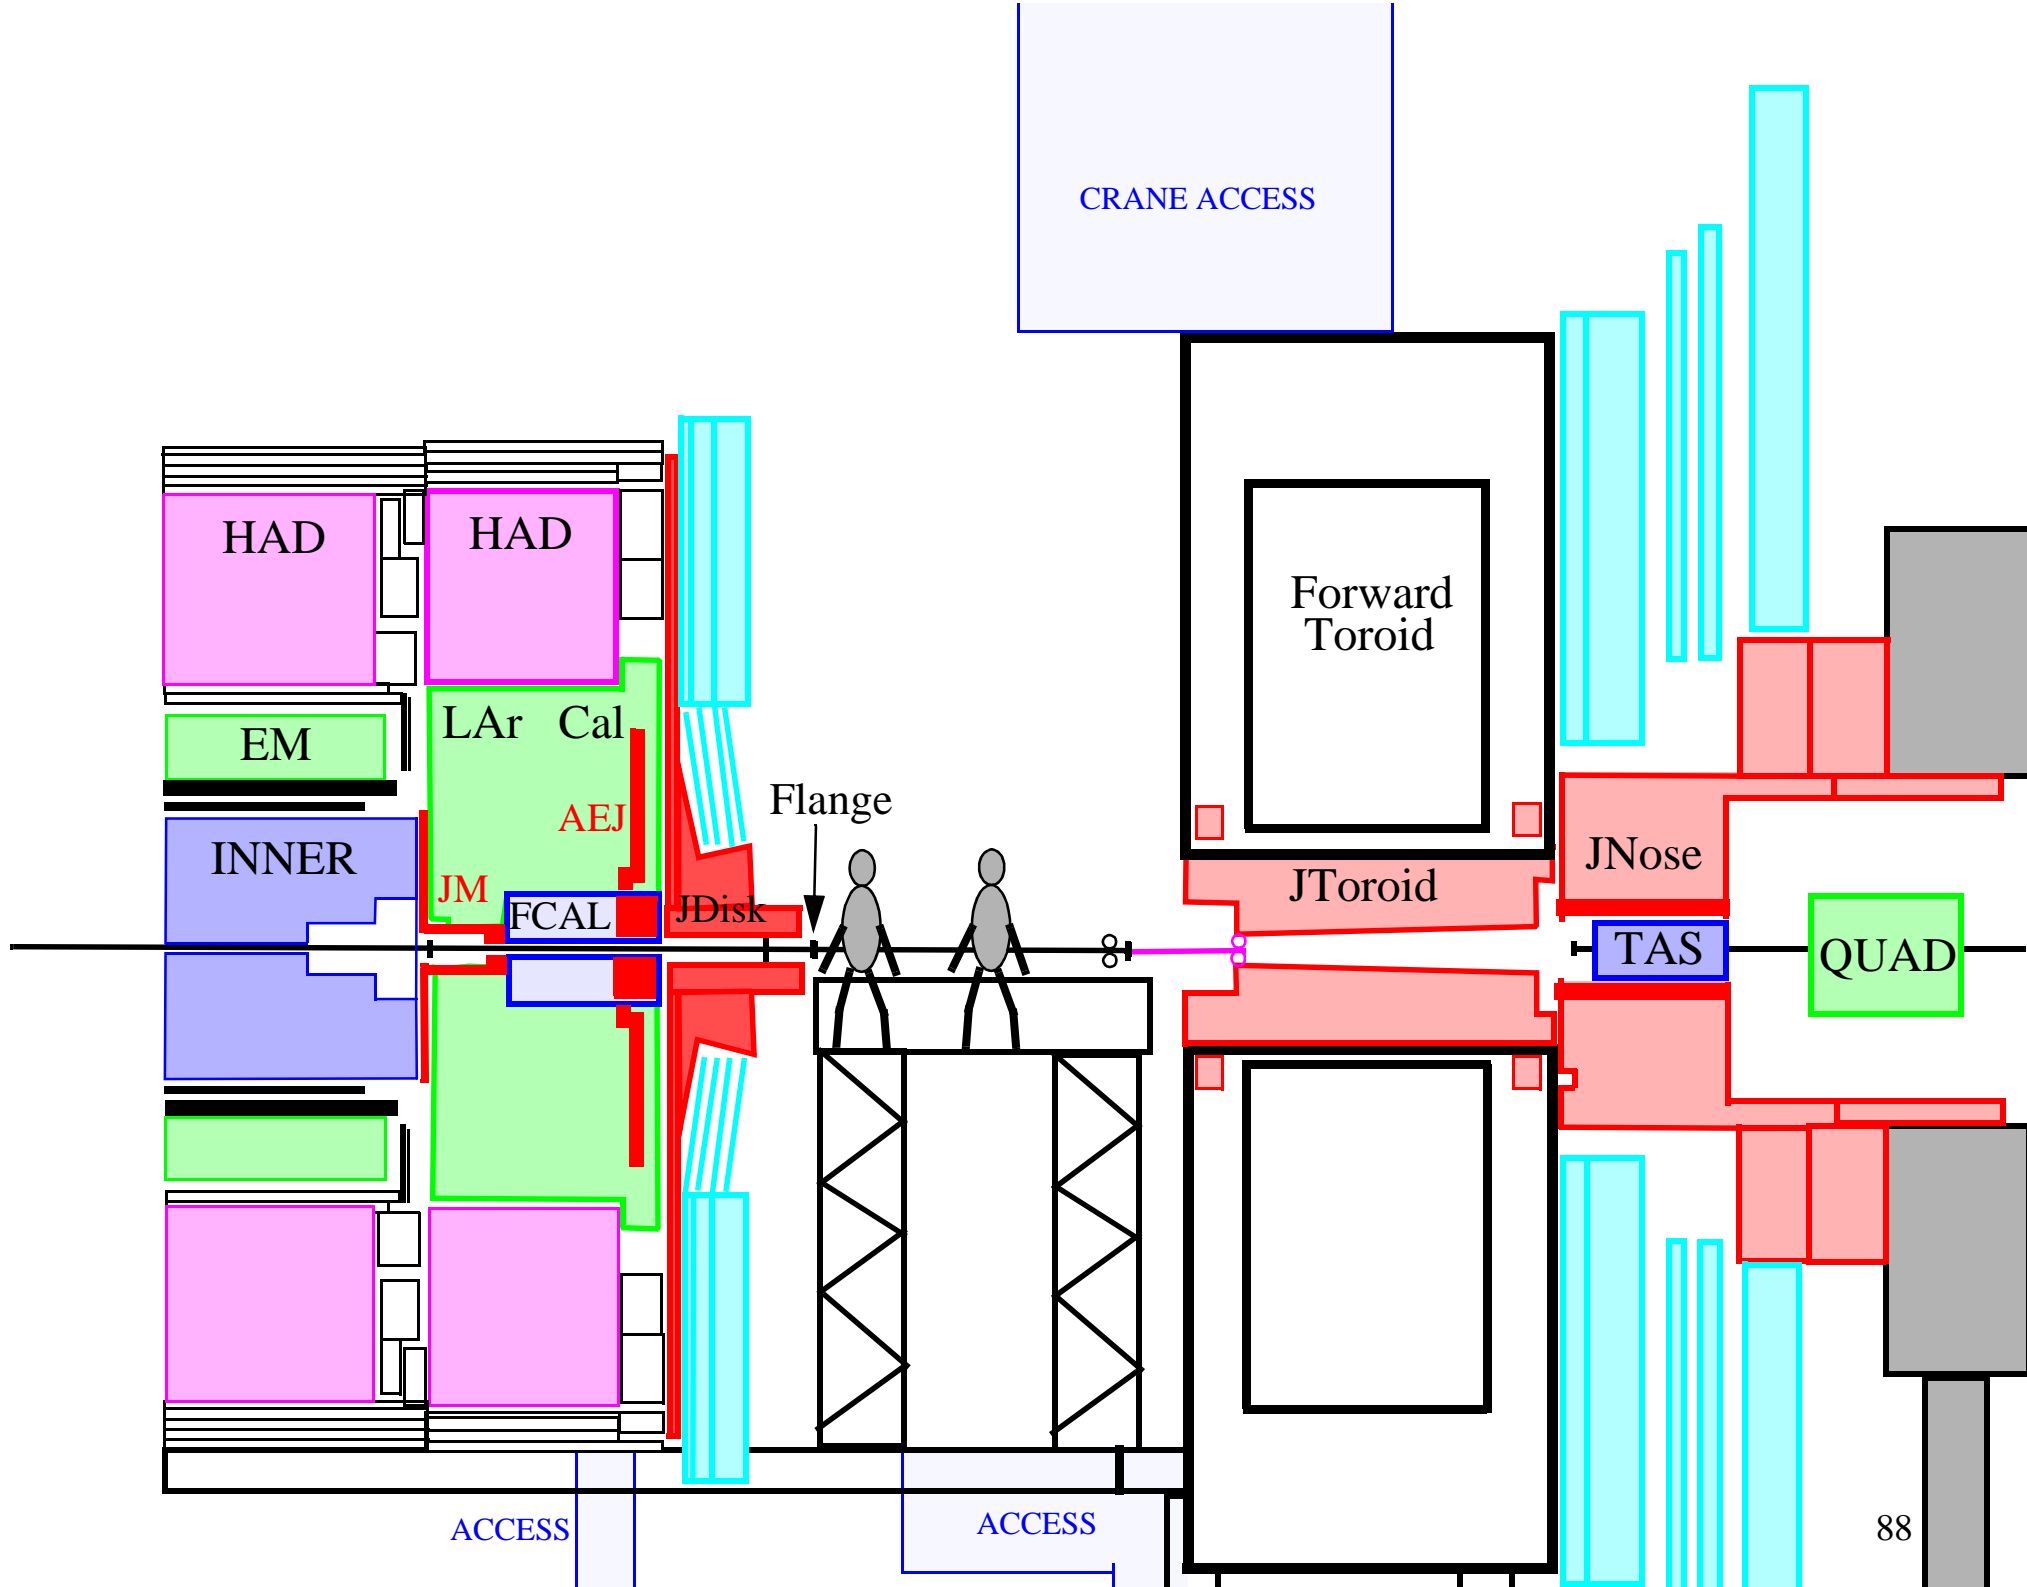 CRANE ACCESS
HAD
HAD
Forward
Toroid
LAr Cal
EM
Flange
AEJ
INNER
JM
FCAL
JDisk
JToroid
JNose
TAS
QUAD
ACCESS
ACCESS
88